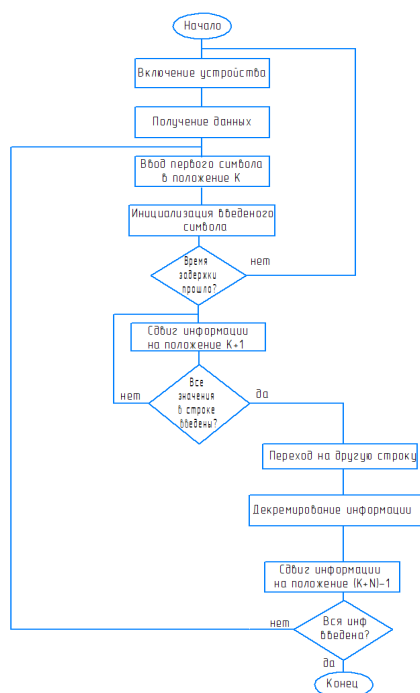 Начало
Включение устройства
Получение данных
Ввод первого символа
в положение К
Инициализация введеного
символа
Время
задержки
прошла?
нет
Сдвиг информации
на положение К+1
Все
значения
в строке
введены?
нет
да
Переход на другую строку
Декремирование информации
Сдвиг информации
на положение (К+N)-1
Вся инф
введена?
нет
да
Конец